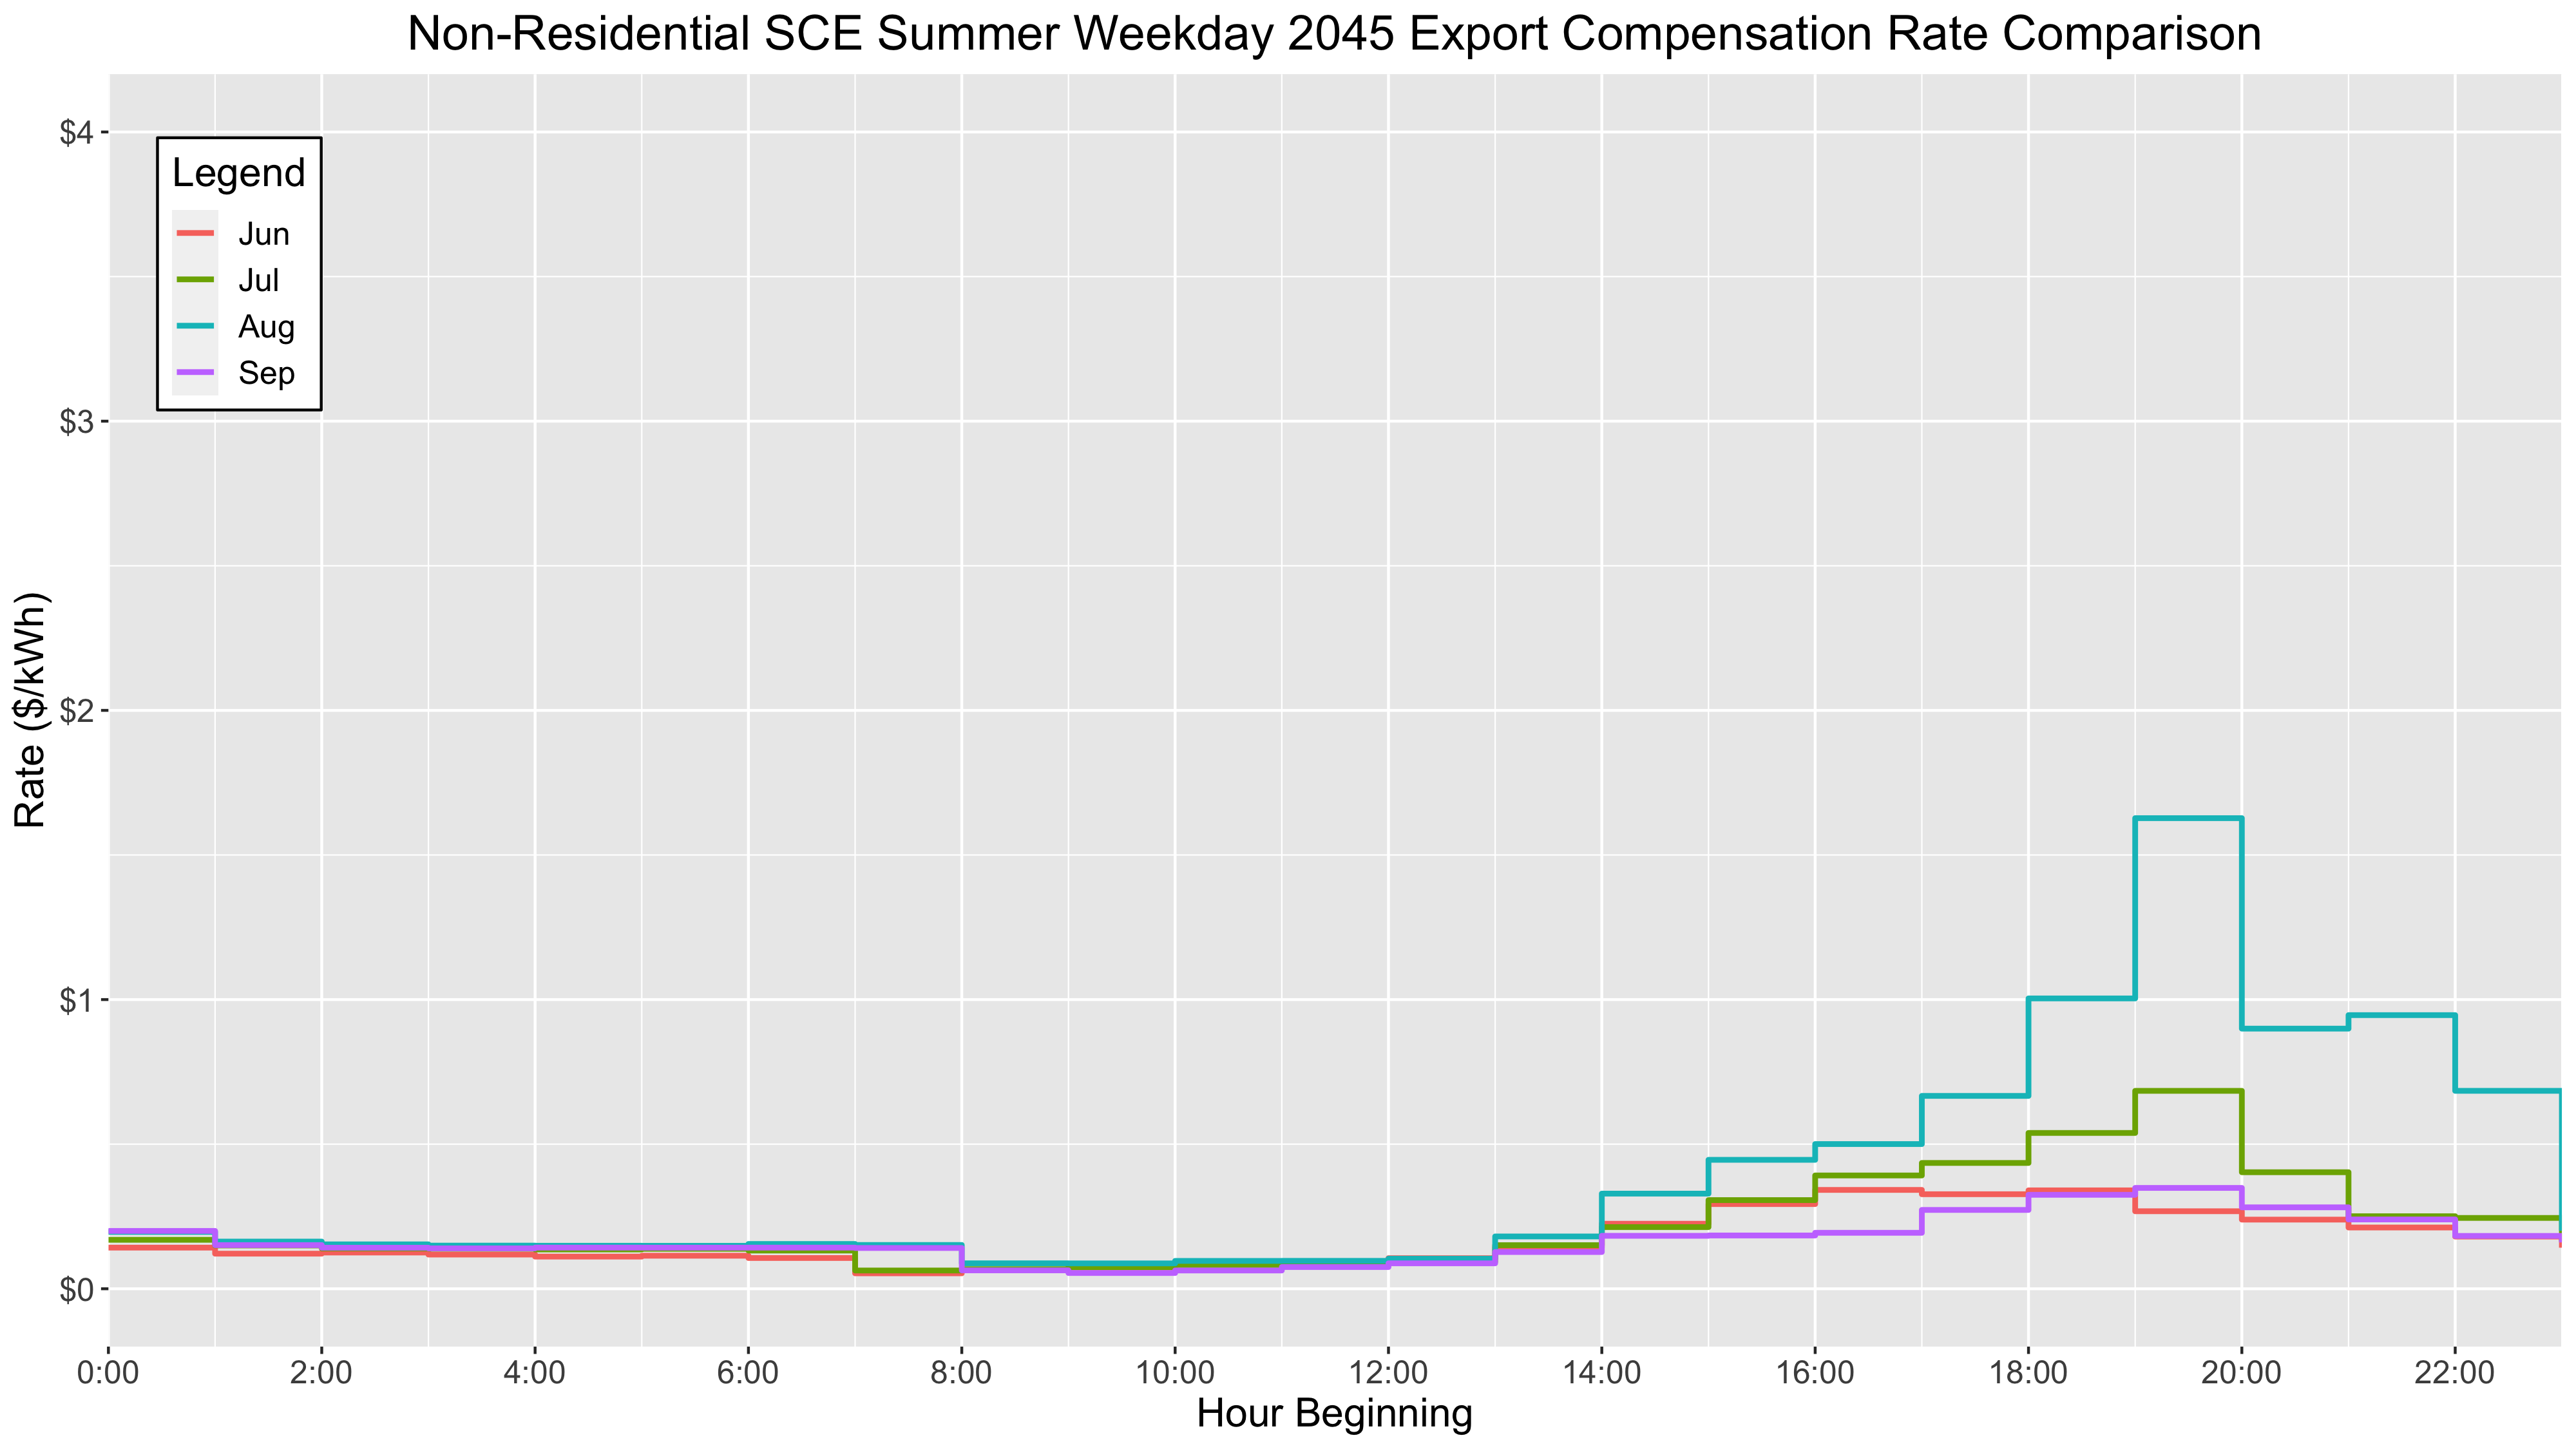 Non-Residential SCE Summer Weekday 2045 Export Compensation Rate Comparison
$4
Legend
Jun
Jul
Aug
Sep
$3
Rate ($/kWh)
$2
$1
$0
0:00 2:00 4:00 6:00 8:00 10:00 12:00 14:00 16:00 18:00 20:00 22:00
Hour Beginning